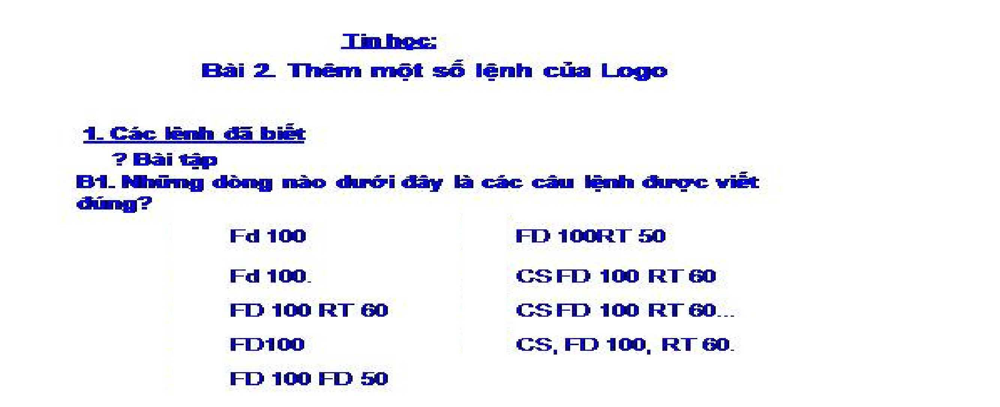 Tin học:
Bài 2. Thêm một số lệnh của Logo
1. Các lệnh đã biết
? Bài tập
B1. Những dòng nào dưới đây là các câu lệnh được viết
đúng?
Fd 100
Fd 100.
FD 100 RT 60
FD100
FD 100 FD 50
FD 100RT 50
CS FD 100 RT 60
CS FD 100 RT 60...
CS, FD 100, RT 60.